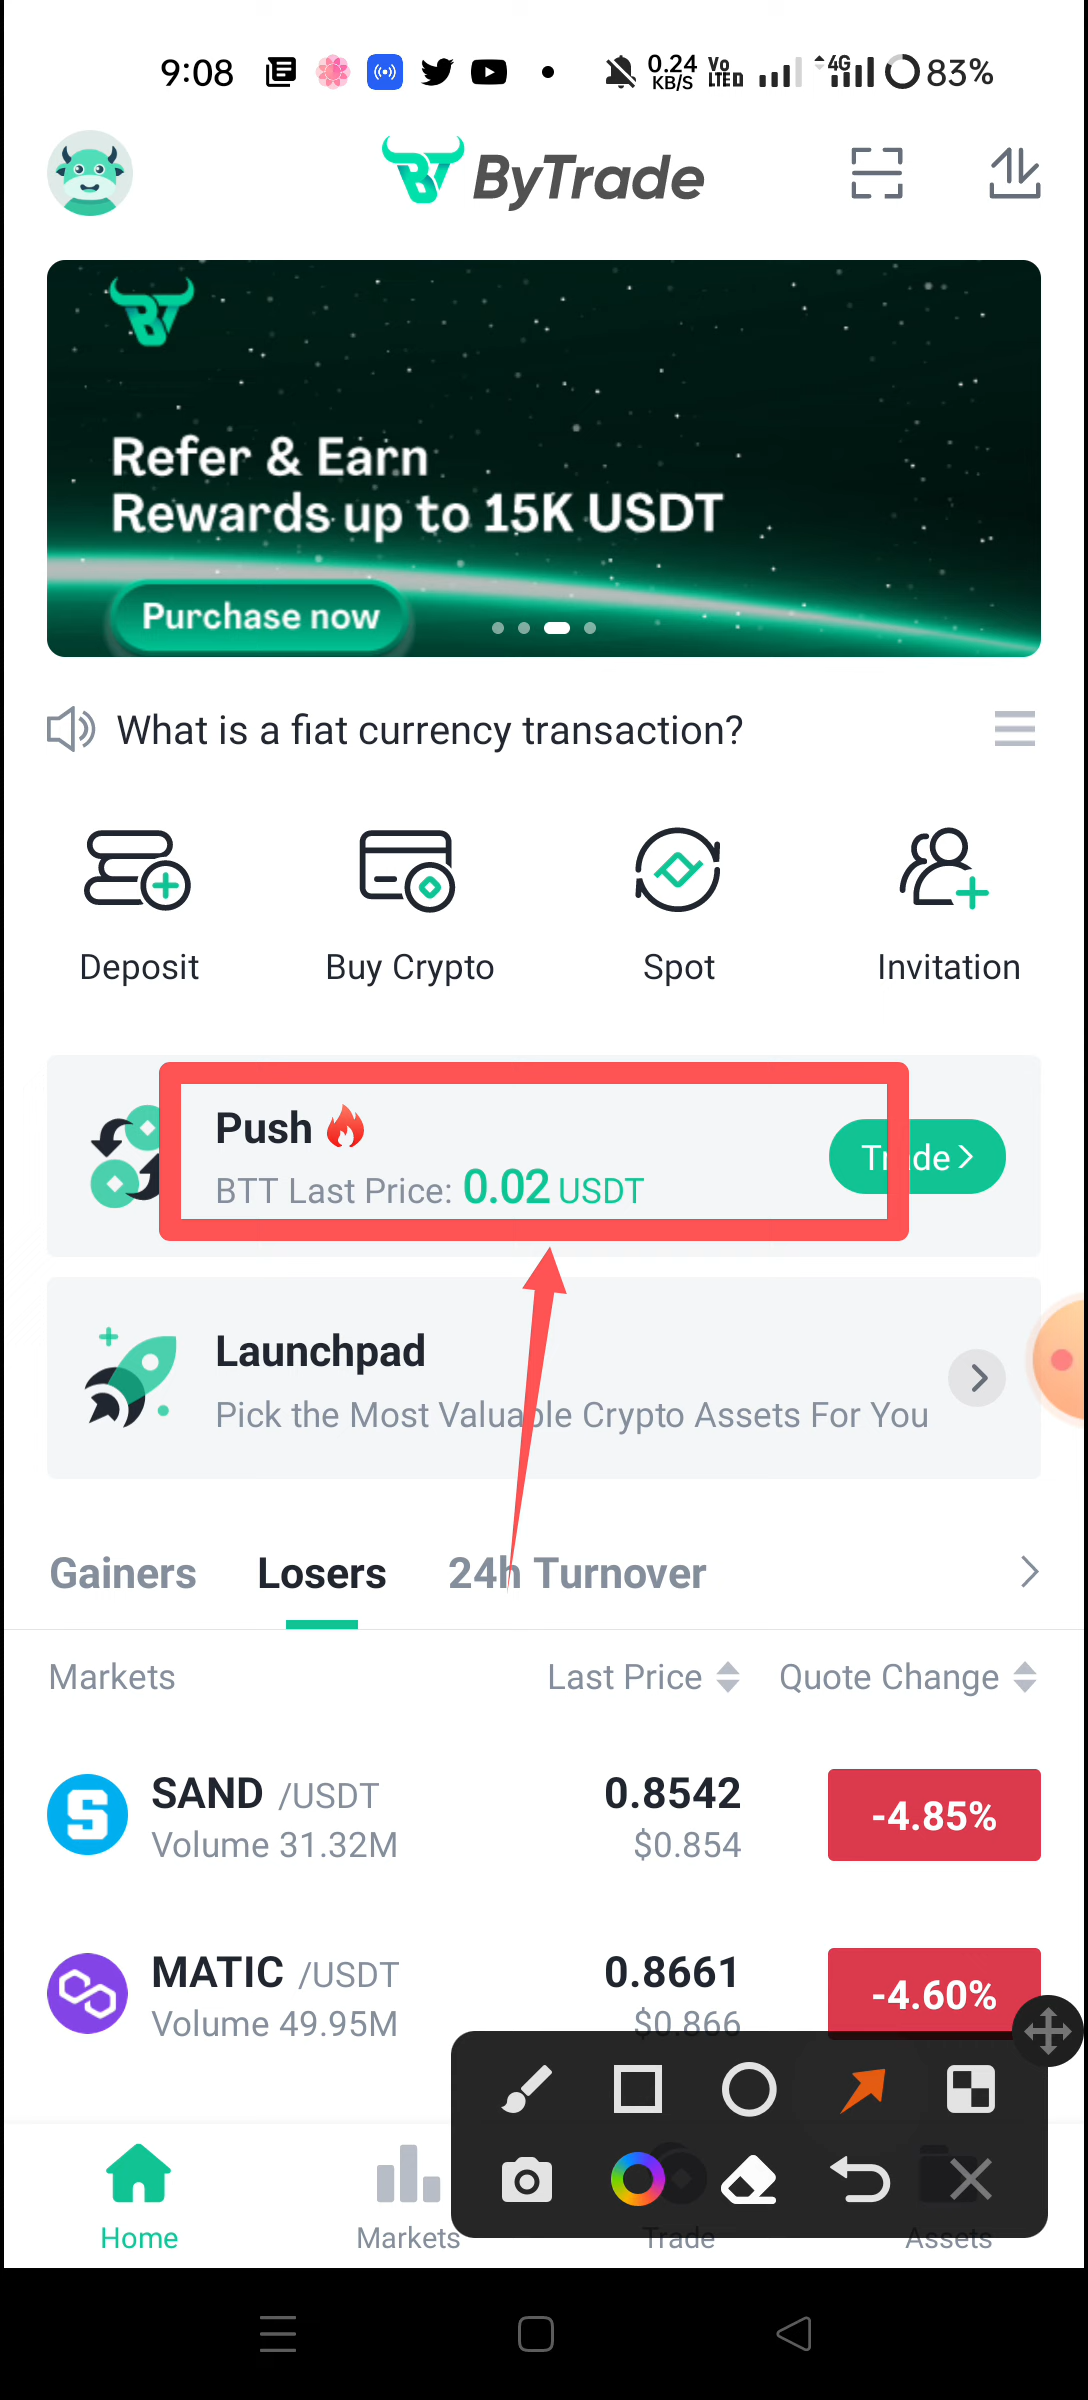 9:08 0.24 KB/S Vo LTED 4G 83%
ByTrade
Refer & Earn
Rewards up to 15K USDT
Purchase now
What is a fiat currency transaction?
Deposit Buy Crypto Spot Invitation
Push
BTT Last Price: 0.02 USDT
Trade
Launchpad
Pick the Most Valuable Crypto Assets For You
Gainers Losers 24h Turnover
Markets Last Price Quote Change
SAND /USDT 0.8542 -4.85%
Volume 31.32M $0.854
MATIC /USDT 0.8661 -4.60%
Volume 49.95M $0.866
Home Markets Trade Assets